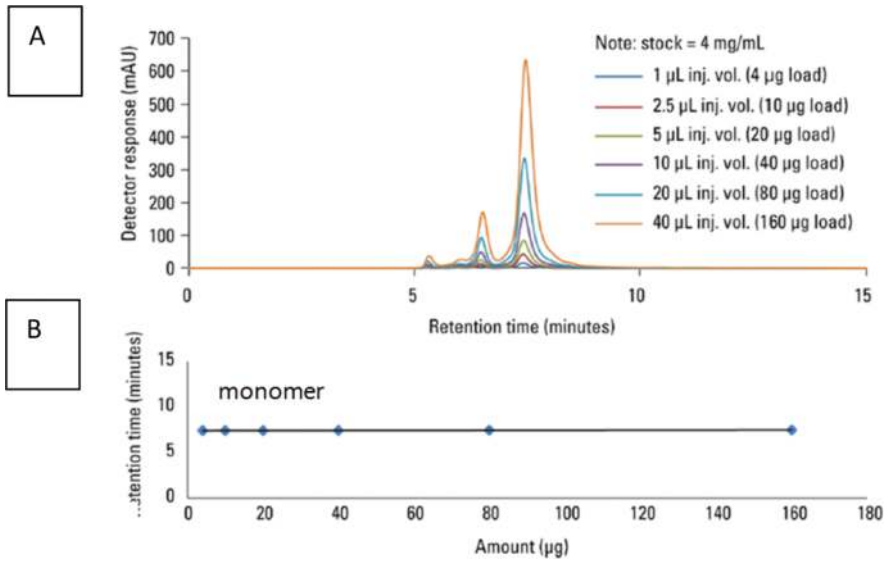 A
700
600
500
400
300
200
100
0
Detector response (mAU)
Note: stock = 4 mg/mL
1 µL inj. vol. (4 µg load)
2.5 µL inj. vol. (10 µg load)
5 µL inj. vol. (20 µg load)
10 µL inj. vol. (40 µg load)
20 µL inj. vol. (80 µg load)
40 µL inj. vol. (160 µg load)
0 5 10 15
Retention time (minutes)
B
15
10
5
0
...tention time (minutes)
monomer
0 20 40 60 80 100 120 140 160 180
Amount (µg)